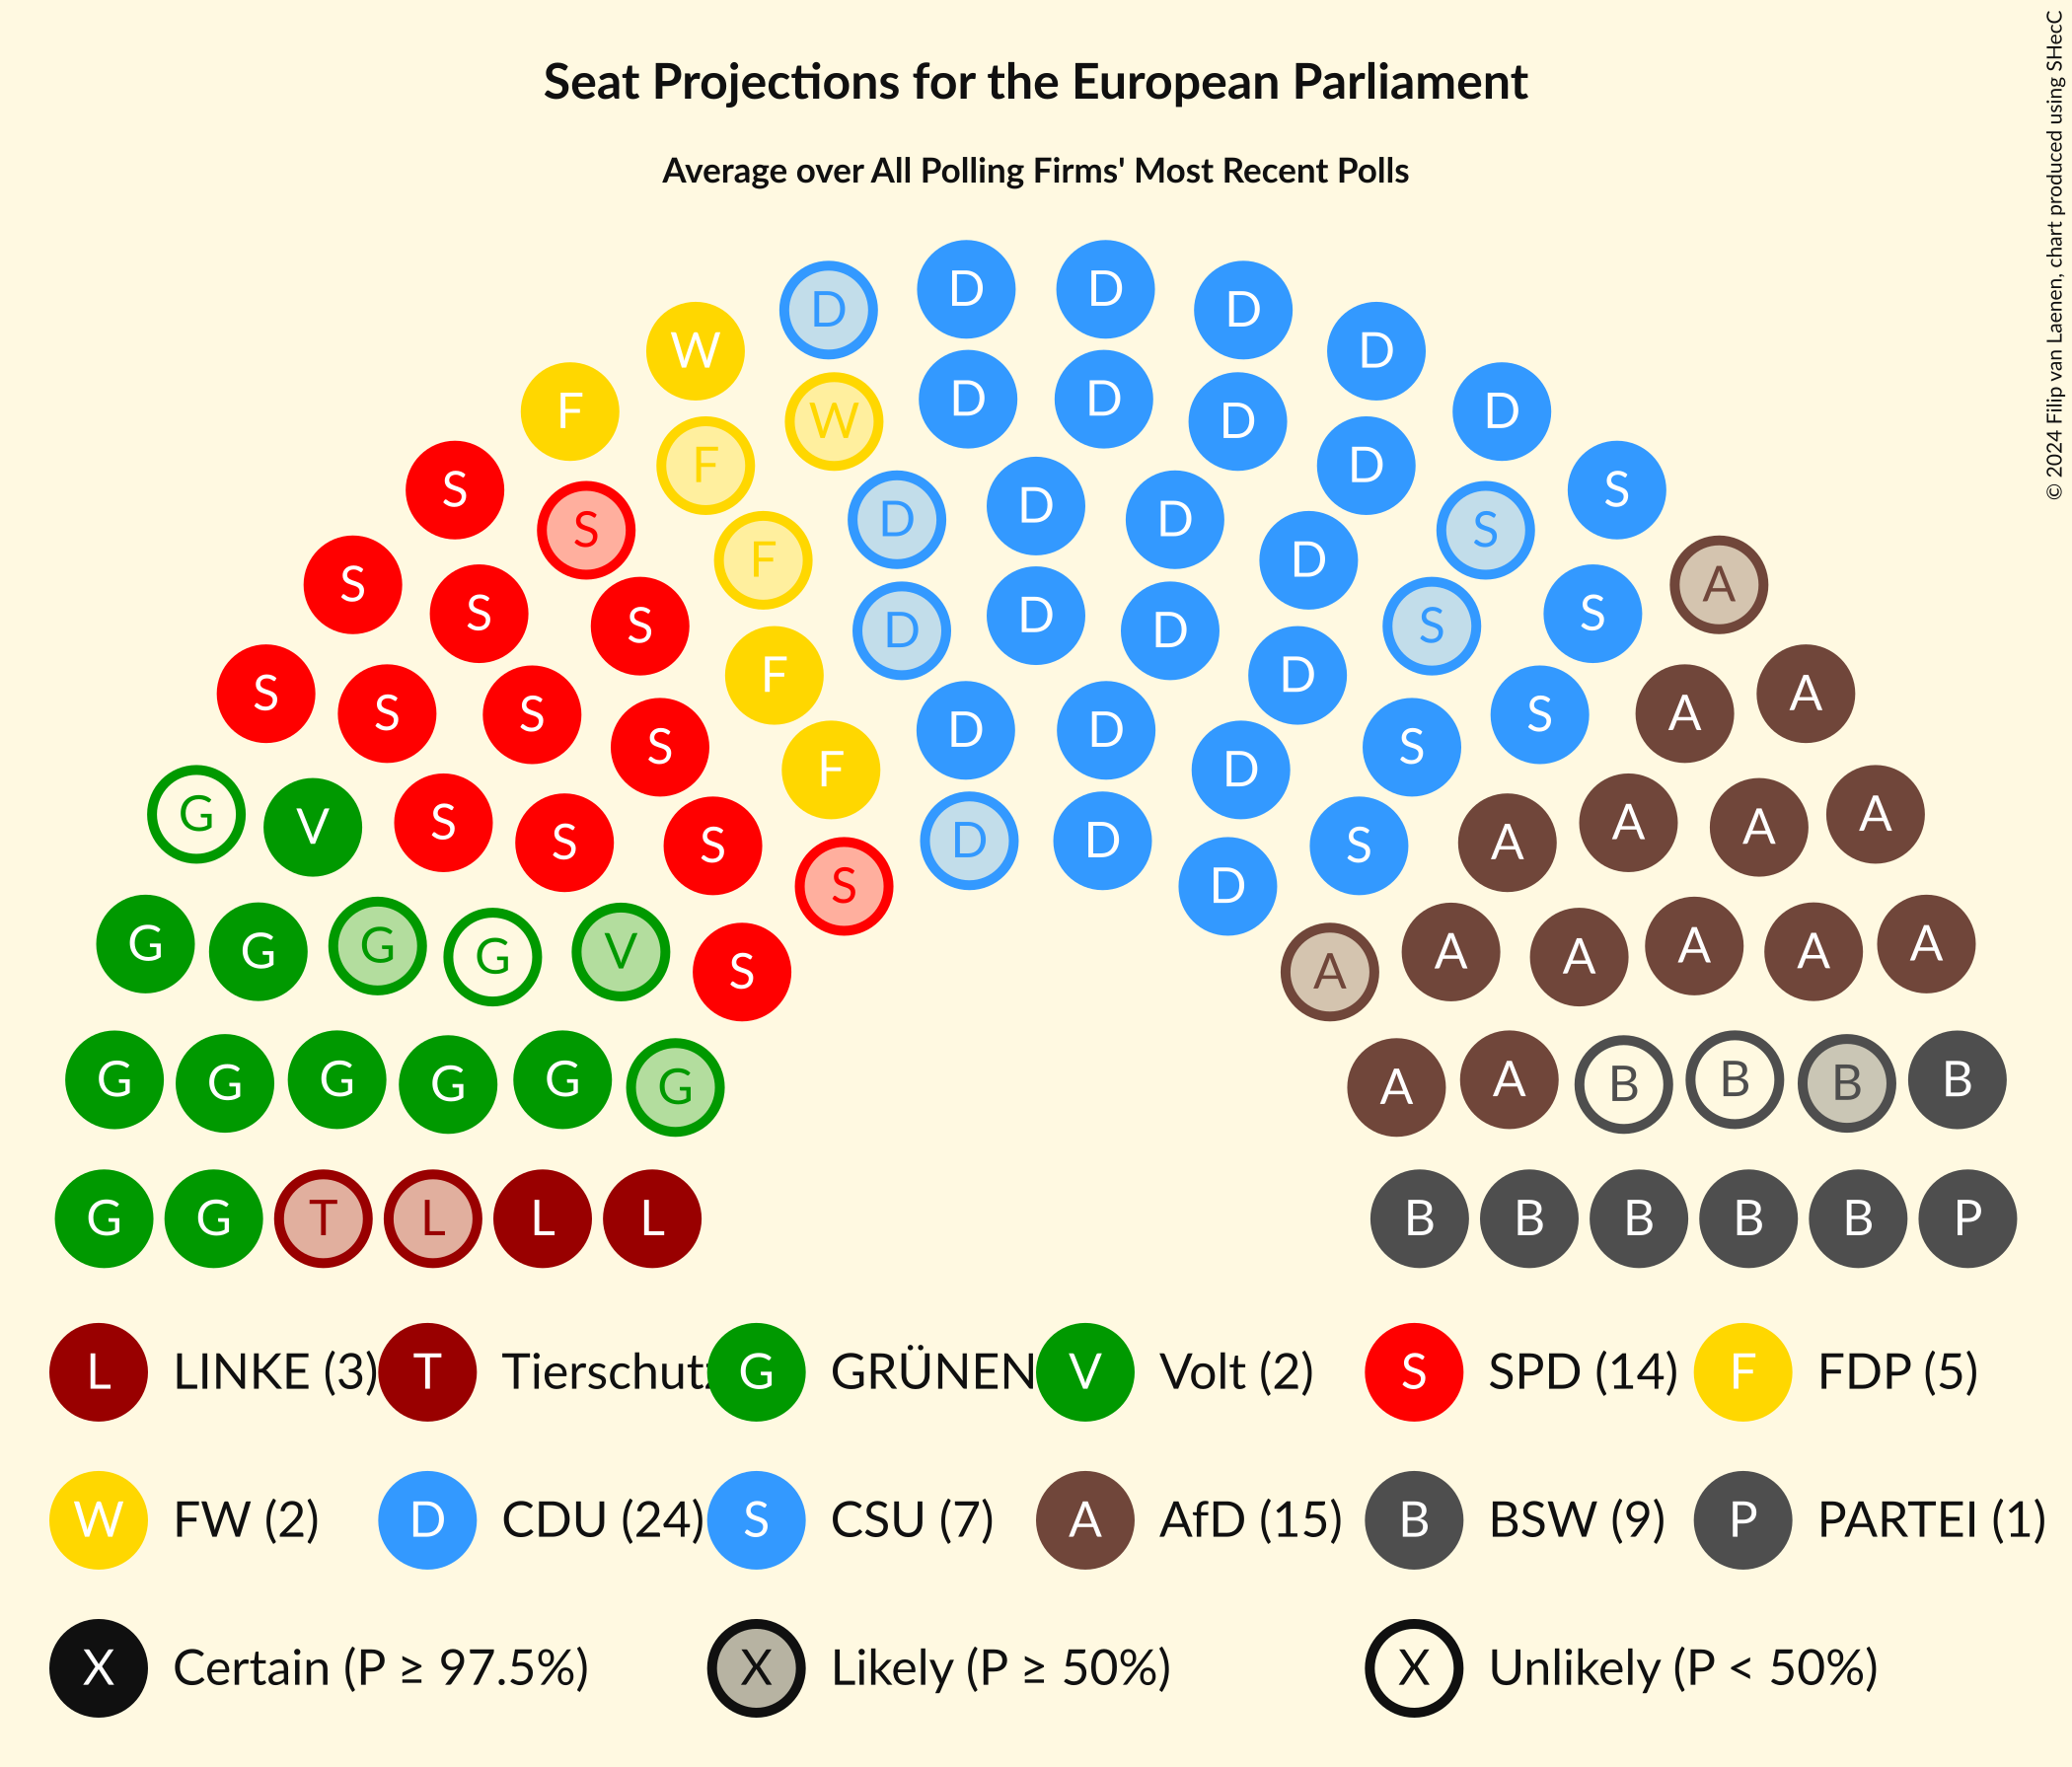 Seat Projections for the European Parliament
Average over All Polling Firms' Most Recent Polls
© 2024 Filip van Laenen, chart produced using SHecC
D D D D
W D D
F D D D D W D
F D D D S
S F D D D
S S F D S S
S S S D D D D S S A
S S S F D D D S A A
S S S F D D D S
G V S S S S D D D S A A A A
G G G G V S A A A A A A
G G G G G G A A B B B B
G G T L L L B B B B B P
L LINKE (3) T Tierschutz G GRÜNEN V Volt (2) S SPD (14) F FDP (5)
W FW (2) D CDU (24) S CSU (7) A AfD (15) B BSW (9) P PARTEI (1)
X Certain (P ≥ 97.5%) X Likely (P ≥ 50%) X Unlikely (P < 50%)